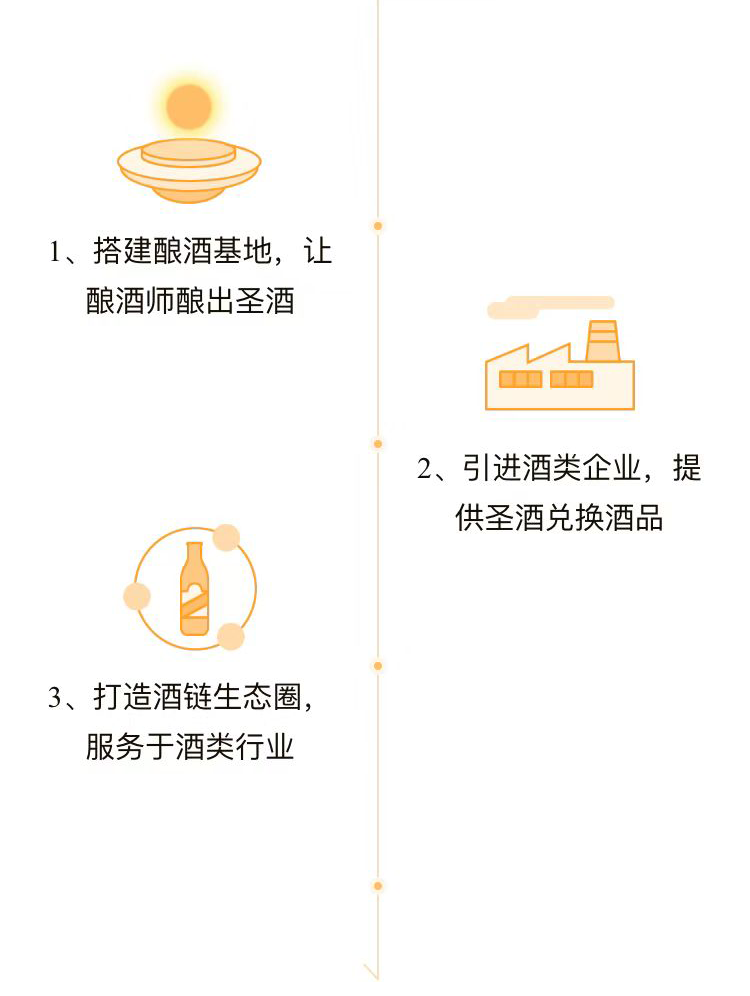 1、搭建酿酒基地，让
酿酒师酿出圣酒
2、引进酒类企业，提
供圣酒兑换酒品
3、打造酒链生态圈，
服务于酒类行业